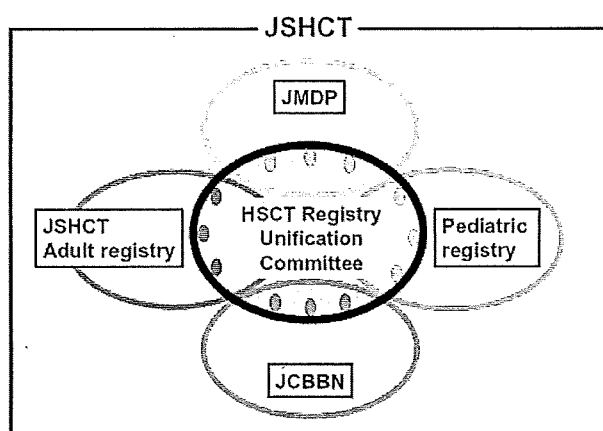 JSHCT
JMDP
HSCT Registry
Unification
Committee
JSHCT
Adult registry
Pediatric
registry
JCBBN